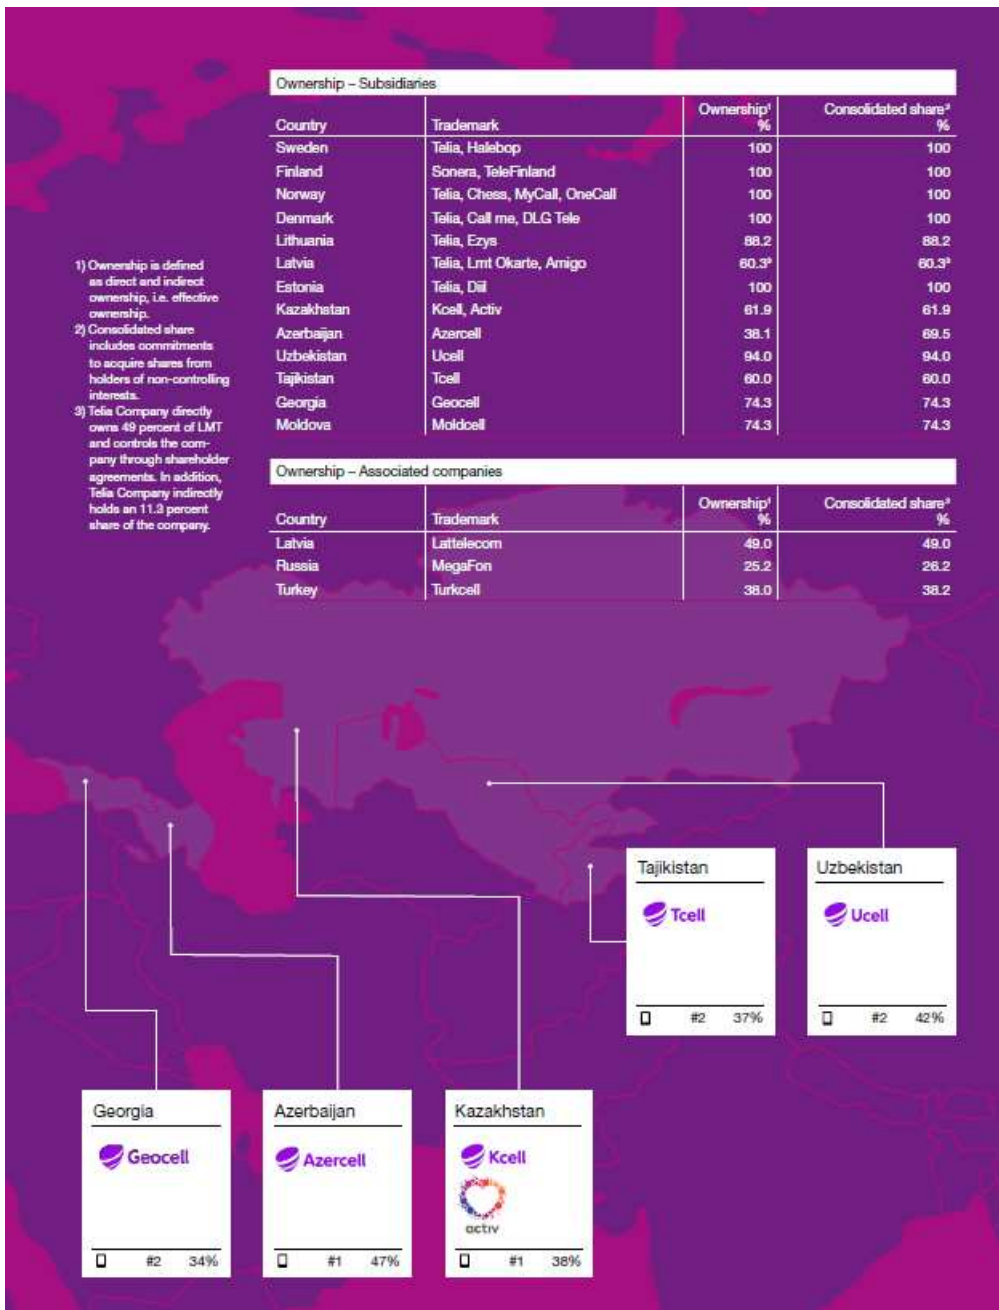 Ownership – Subsidiaries
Country Trademark Ownership¹ % Consolidated share² %
Sweden Telia, Halebop 100 100
Finland Sonera, TeleFinland 100 100
Norway Telia, Chess, MyCall, OneCall 100 100
Denmark Telia, Call me, DLG Tele 100 100
Lithuania Telia, Ezys 88.2 88.2
Latvia Telia, Lmt Okarte, Amigo 60.3³ 60.3³
Estonia Telia, Diil 100 100
Kazakhstan Kcell, Activ 61.9 61.9
Azerbaijan Azercell 38.1 69.5
Uzbekistan Ucell 94.0 94.0
Tajikistan Tcell 60.0 60.0
Georgia Geocell 74.3 74.3
Moldova Moldcell 74.3 74.3
1) Ownership is defined
as direct and indirect
ownership, i.e. effective
ownership.
2) Consolidated share
includes commitments
to acquire shares from
holders of non-controlling
interests.
3) Telia Company directly
owns 49 percent of LMT
and controls the com-
pany through shareholder
agreements. In addition,
Telia Company indirectly
holds an 11.3 percent
share of the company.
Ownership – Associated companies
Country Trademark Ownership¹ % Consolidated share² %
Latvia Lattelecom 49.0 49.0
Russia MegaFon 25.2 26.2
Turkey Turkcell 38.0 38.2
Tajikistan
Tcell
#2 37%
Uzbekistan
Ucell
#2 42%
Georgia
Geocell
#2 34%
Azerbaijan
Azercell
#1 47%
Kazakhstan
Kcell
activ
#1 38%